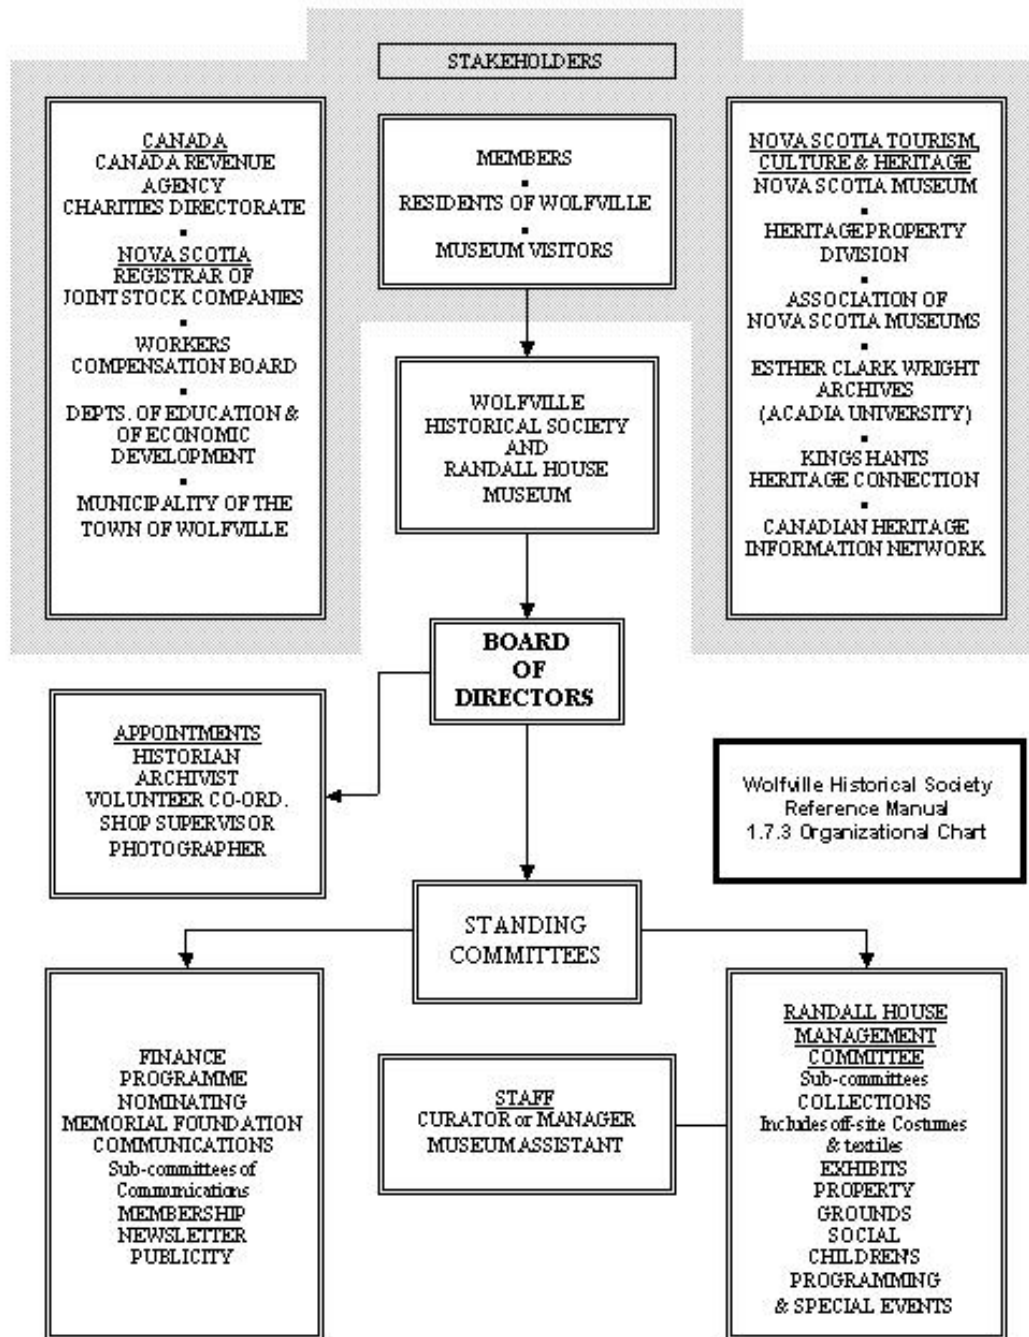 STAKEHOLDERS
CANADA
CANADA REVENUE
AGENCY
CHARITIES DIRECTORATE
▪
NOVA SCOTIA
REGISTRAR OF
JOINT STOCK COMPANIES
▪
WORKERS
COMPENSATION BOARD
▪
DEPTS. OF EDUCATION &
OF ECONOMIC
DEVELOPMENT
▪
MUNICIPALITY OF THE
TOWN OF WOLFVILLE
MEMBERS
▪
RESIDENTS OF WOLFVILLE
▪
MUSEUM VISITORS
NOVA SCOTIA TOURISM,
CULTURE & HERITAGE
NOVA SCOTIA MUSEUM
▪
HERITAGE PROPERTY
DIVISION
▪
ASSOCIATION OF
NOVA SCOTIA MUSEUMS
▪
ESTHER CLARK WRIGHT
ARCHIVES
(ACADIA UNIVERSITY)
▪
KINGS HANTS
HERITAGE CONNECTION
▪
CANADIAN HERITAGE
INFORMATION NETWORK
WOLFVILLE
HISTORICAL SOCIETY
AND
RANDALL HOUSE
MUSEUM
BOARD
OF
DIRECTORS
APPOINTMENTS
HISTORIAN
ARCHIVIST
VOLUNTEER CO-ORD.
SHOP SUPERVISOR
PHOTOGRAPHER
Wolfville Historical Society
Reference Manual
1.7.3 Organizational Chart
STANDING
COMMITTEES
FINANCE
PROGRAMME
NOMINATING
MEMORIAL FOUNDATION
COMMUNICATIONS
Sub-committees of
Communications
MEMBERSHIP
NEWSLETTER
PUBLICITY
STAFF
CURATOR or MANAGER
MUSEUM ASSISTANT
RANDALL HOUSE
MANAGEMENT
COMMITTEE
Sub-committees
COLLECTIONS
Includes off-site Costumes
& textiles
EXHIBITS
PROPERTY
GROUNDS
SOCIAL
CHILDREN'S
PROGRAMMING
& SPECIAL EVENTS